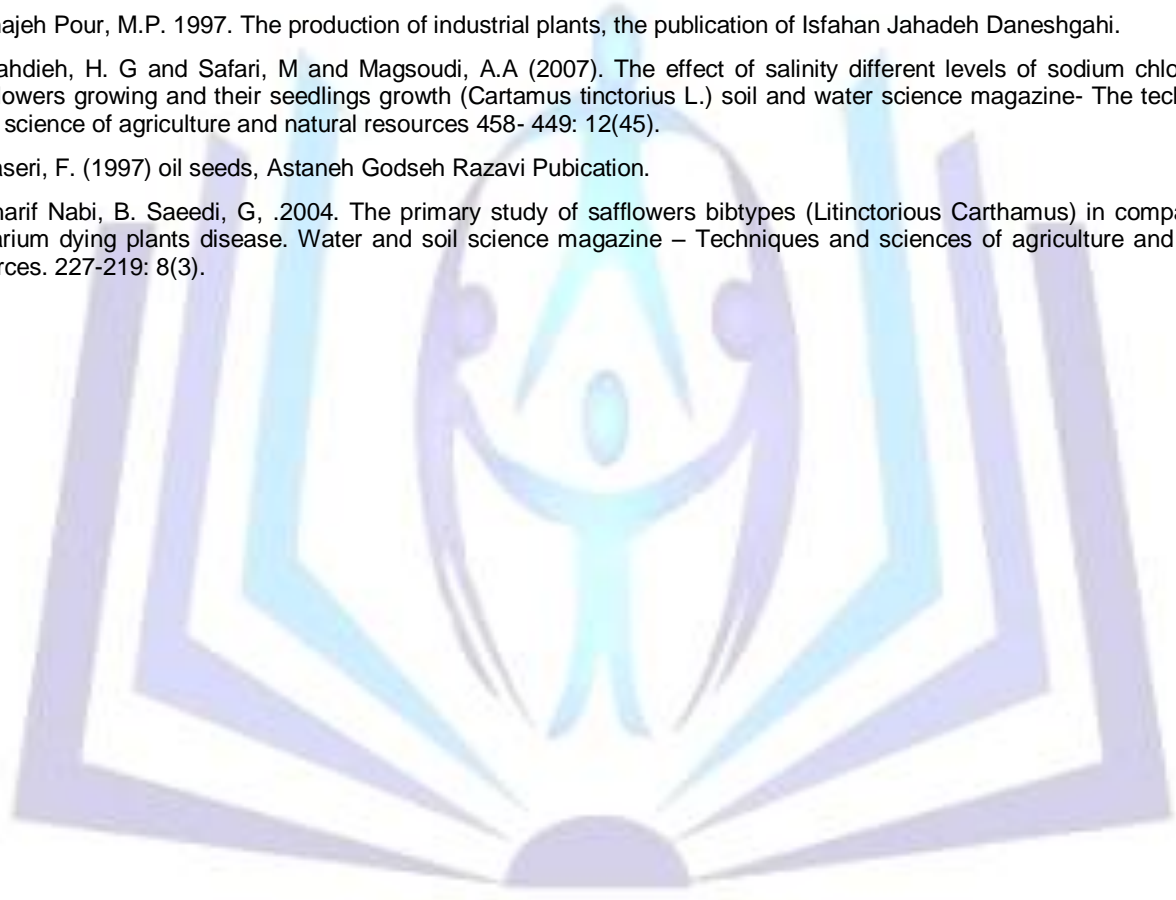 ajeh Pour, M.P. 1997. The production of industrial plants, the publication of Isfahan Jahadeh Daneshgahi.
ahdieh, H. G and Safari, M and Magsoudi, A.A (2007). The effect of salinity different levels of sodium chlo
lowers growing and their seedlings growth (Cartamus tinctorius L.) soil and water science magazine- The tec
science of agriculture and natural resources 458- 449: 12(45).
aseri, F. (1997) oil seeds, Astaneh Godseh Razavi Pubication.
harif Nabi, B. Saeedi, G, .2004. The primary study of safflowers bibtypes (Litinctorious Carthamus) in compa
arium dying plants disease. Water and soil science magazine – Techniques and sciences of agriculture and
rces. 227-219: 8(3).